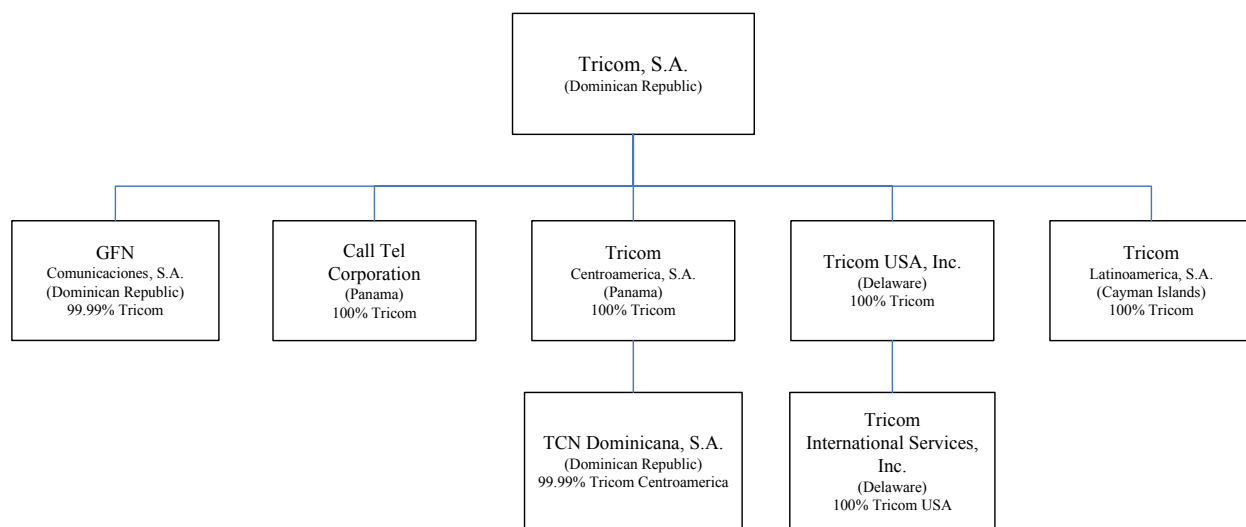 Tricom, S.A.
(Dominican Republic)
GFN
Comunicaciones, S.A.
(Dominican Republic)
99.99% Tricom
Call Tel
Corporation
(Panama)
100% Tricom
Tricom
Centroamerica, S.A.
(Panama)
100% Tricom
Tricom USA, Inc.
(Delaware)
100% Tricom
Tricom
Latinoamerica, S.A.
(Cayman Islands)
100% Tricom
TCN Dominicana, S.A.
(Dominican Republic)
99.99% Tricom Centroamerica
Tricom
International Services,
Inc.
(Delaware)
100% Tricom USA